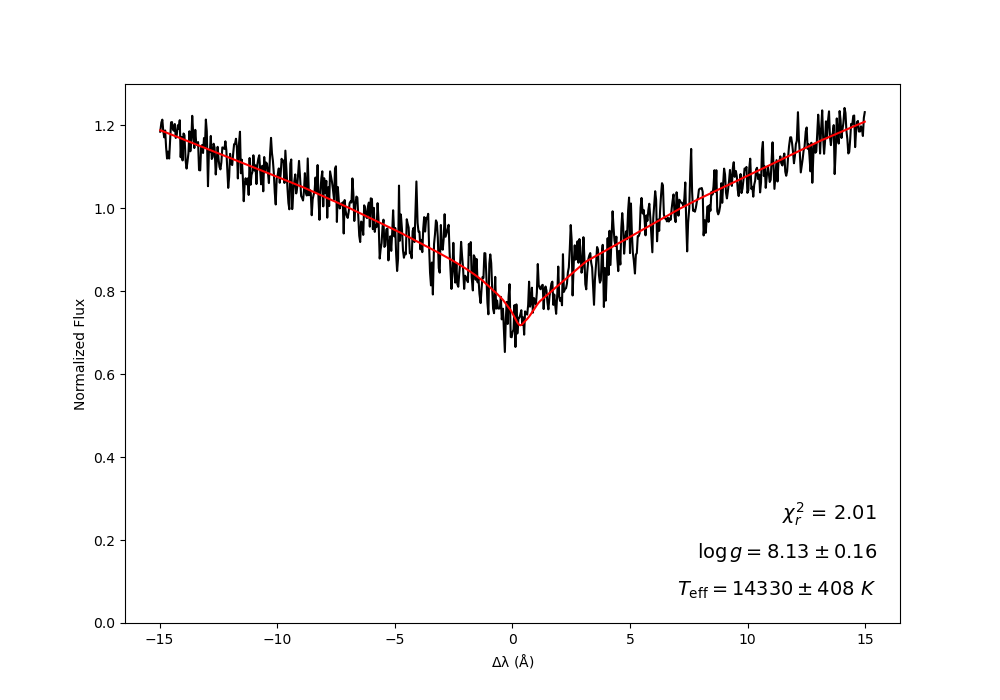 1.2
1.0
0.8
0.6
0.4
0.2
0.0
Normalized Flux
χ²ᵣ = 2.01
log g = 8.13 ± 0.16
T_eff = 14330 ± 408 K
−15 −10 −5 0 5 10 15
Δλ (Å)